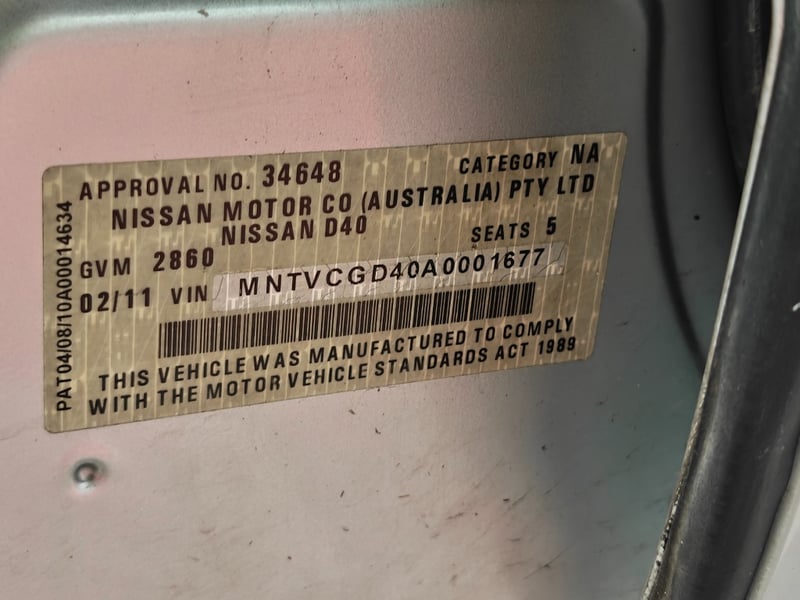 APPROVAL NO. 34648 CATEGORY NA
NISSAN MOTOR CO (AUSTRALIA) PTY LTD
NISSAN D40
GVM 2860 SEATS 5
02/11 VIN MNTVCGD40A0001677
THIS VEHICLE WAS MANUFACTURED TO COMPLY
WITH THE MOTOR VEHICLE STANDARDS ACT 1989
PAT04/08/10A00014634